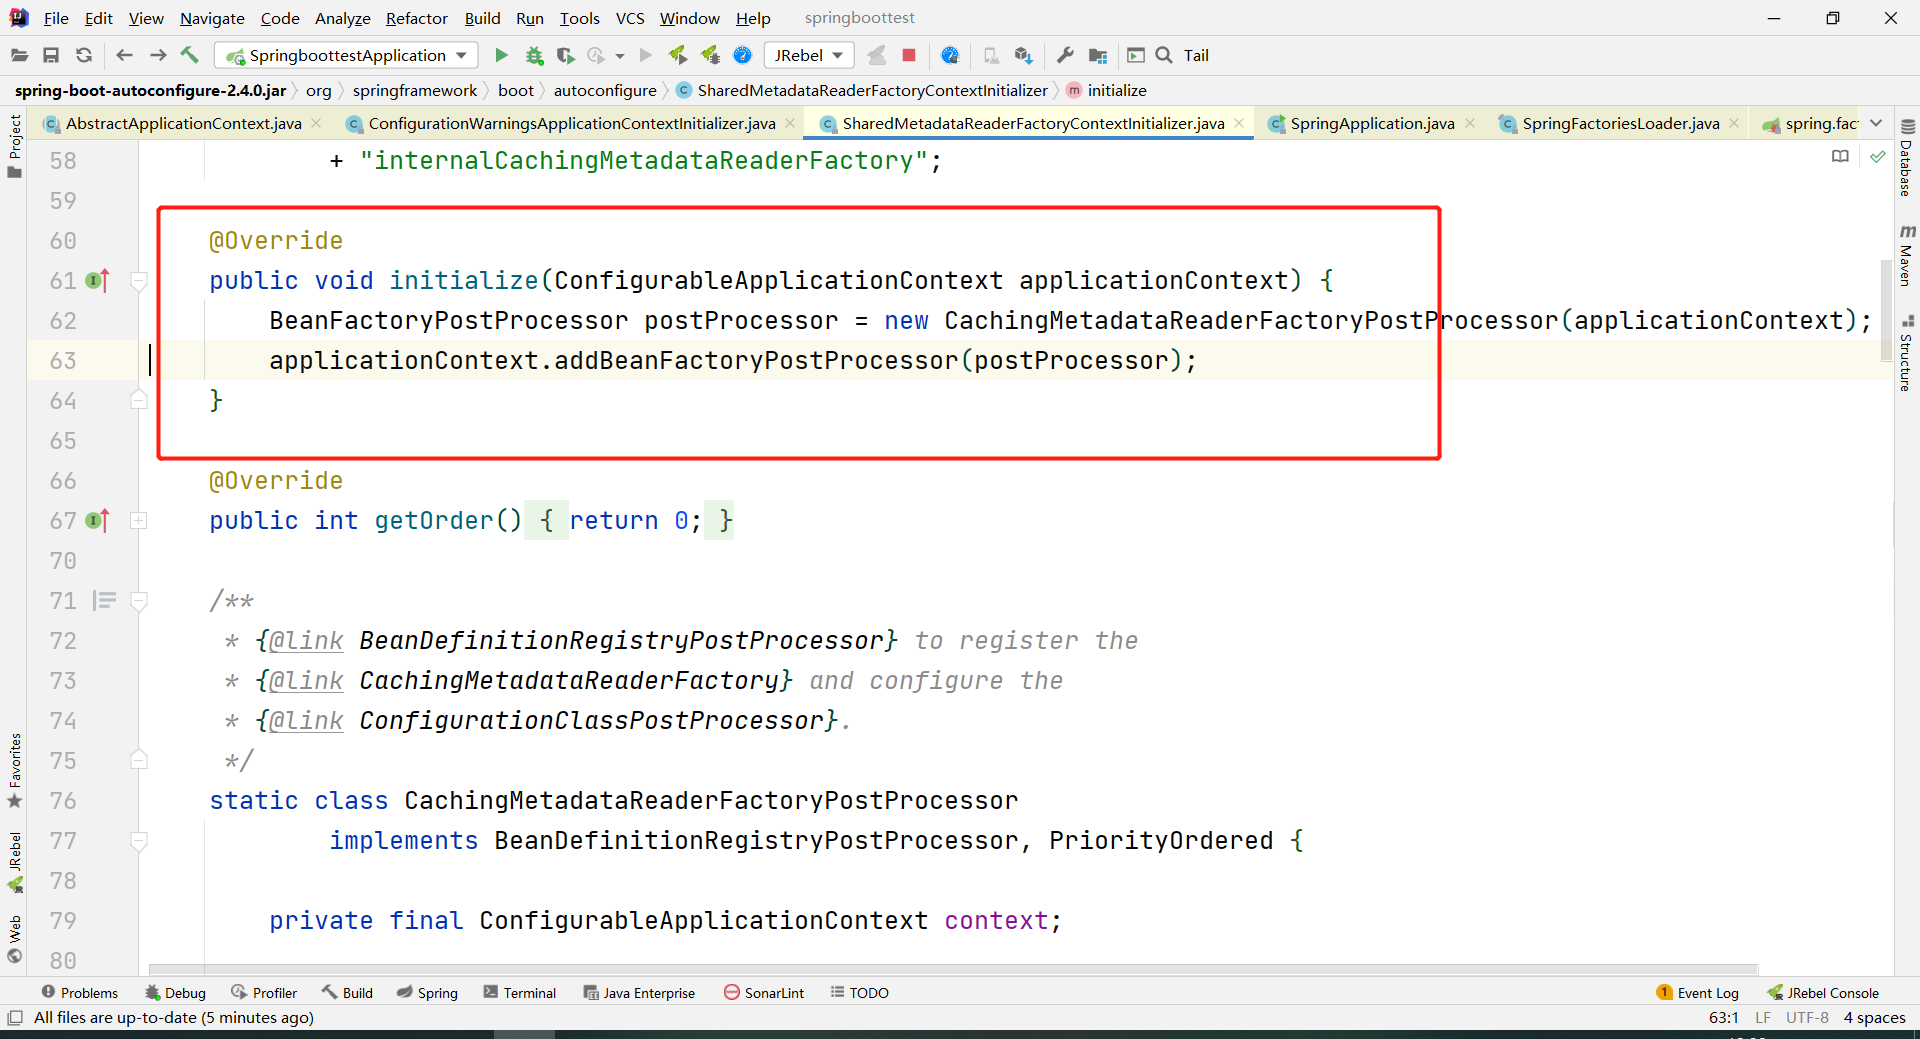 File Edit View Navigate Code Analyze Refactor Build Run Tools VCS Window Help springboottest
SpringboottestApplication JRebel Tail
spring-boot-autoconfigure-2.4.0.jar org springframework boot autoconfigure SharedMetadataReaderFactoryContextInitializer initialize
AbstractApplicationContext.java ConfigurationWarningsApplicationContextInitializer.java SharedMetadataReaderFactoryContextInitializer.java SpringApplication.java SpringFactoriesLoader.java spring.fac
Project
Favorites
JRebel
Web
58 + "internalCachingMetadataReaderFactory";
59
60 @Override
61 public void initialize(ConfigurableApplicationContext applicationContext) {
62 BeanFactoryPostProcessor postProcessor = new CachingMetadataReaderFactoryPostProcessor(applicationContext);
63 applicationContext.addBeanFactoryPostProcessor(postProcessor);
64 }
65
66 @Override
67 public int getOrder() { return 0; }
70
71 /**
72 * {@link BeanDefinitionRegistryPostProcessor} to register the
73 * {@link CachingMetadataReaderFactory} and configure the
74 * {@link ConfigurationClassPostProcessor}.
75 */
76 static class CachingMetadataReaderFactoryPostProcessor
77 implements BeanDefinitionRegistryPostProcessor, PriorityOrdered {
78
79 private final ConfigurableApplicationContext context;
80
Database
Maven
Structure
Problems Debug Profiler Build Spring Terminal Java Enterprise SonarLint TODO 1 Event Log JRebel Console
All files are up-to-date (5 minutes ago) 63:1 LF UTF-8 4 spaces